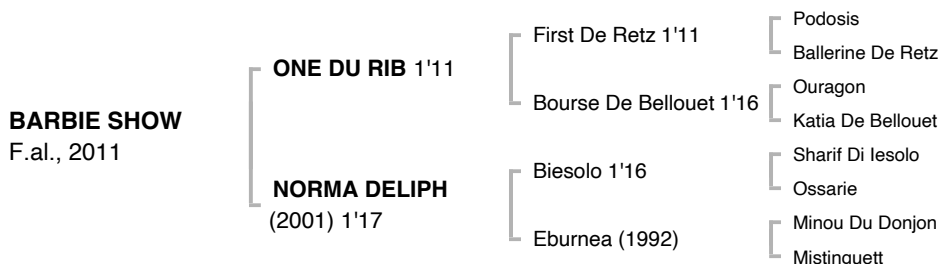 BARBIE SHOW
F.al., 2011
ONE DU RIB 1'11
NORMA DELIPH
(2001) 1'17
First De Retz 1'11
Bourse De Bellouet 1'16
Biesolo 1'16
Eburnea (1992)
Podosis
Ballerine De Retz
Ouragon
Katia De Bellouet
Sharif Di Iesolo
Ossarie
Minou Du Donjon
Mistinguett